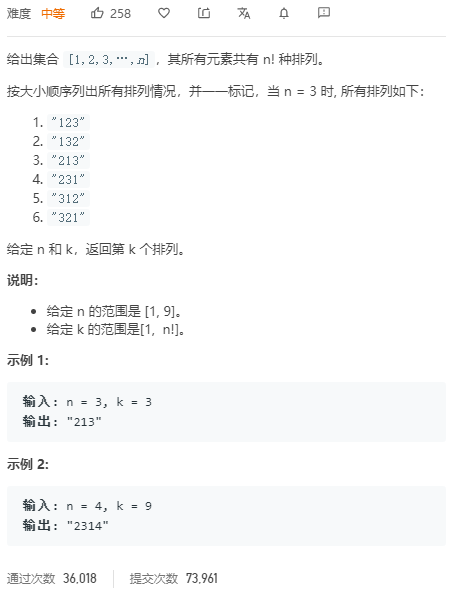 难度 中等 258
给出集合 [1,2,3,…,n]，其所有元素共有 n! 种排列。
按大小顺序列出所有排列情况，并一一标记，当 n = 3 时, 所有排列如下：
1. "123"
2. "132"
3. "213"
4. "231"
5. "312"
6. "321"
给定 n 和 k，返回第 k 个排列。
说明：
• 给定 n 的范围是 [1, 9]。
• 给定 k 的范围是[1, n!]。
示例 1:
输入: n = 3, k = 3
输出: "213"
示例 2:
输入: n = 4, k = 9
输出: "2314"
通过次数 36,018 提交次数 73,961